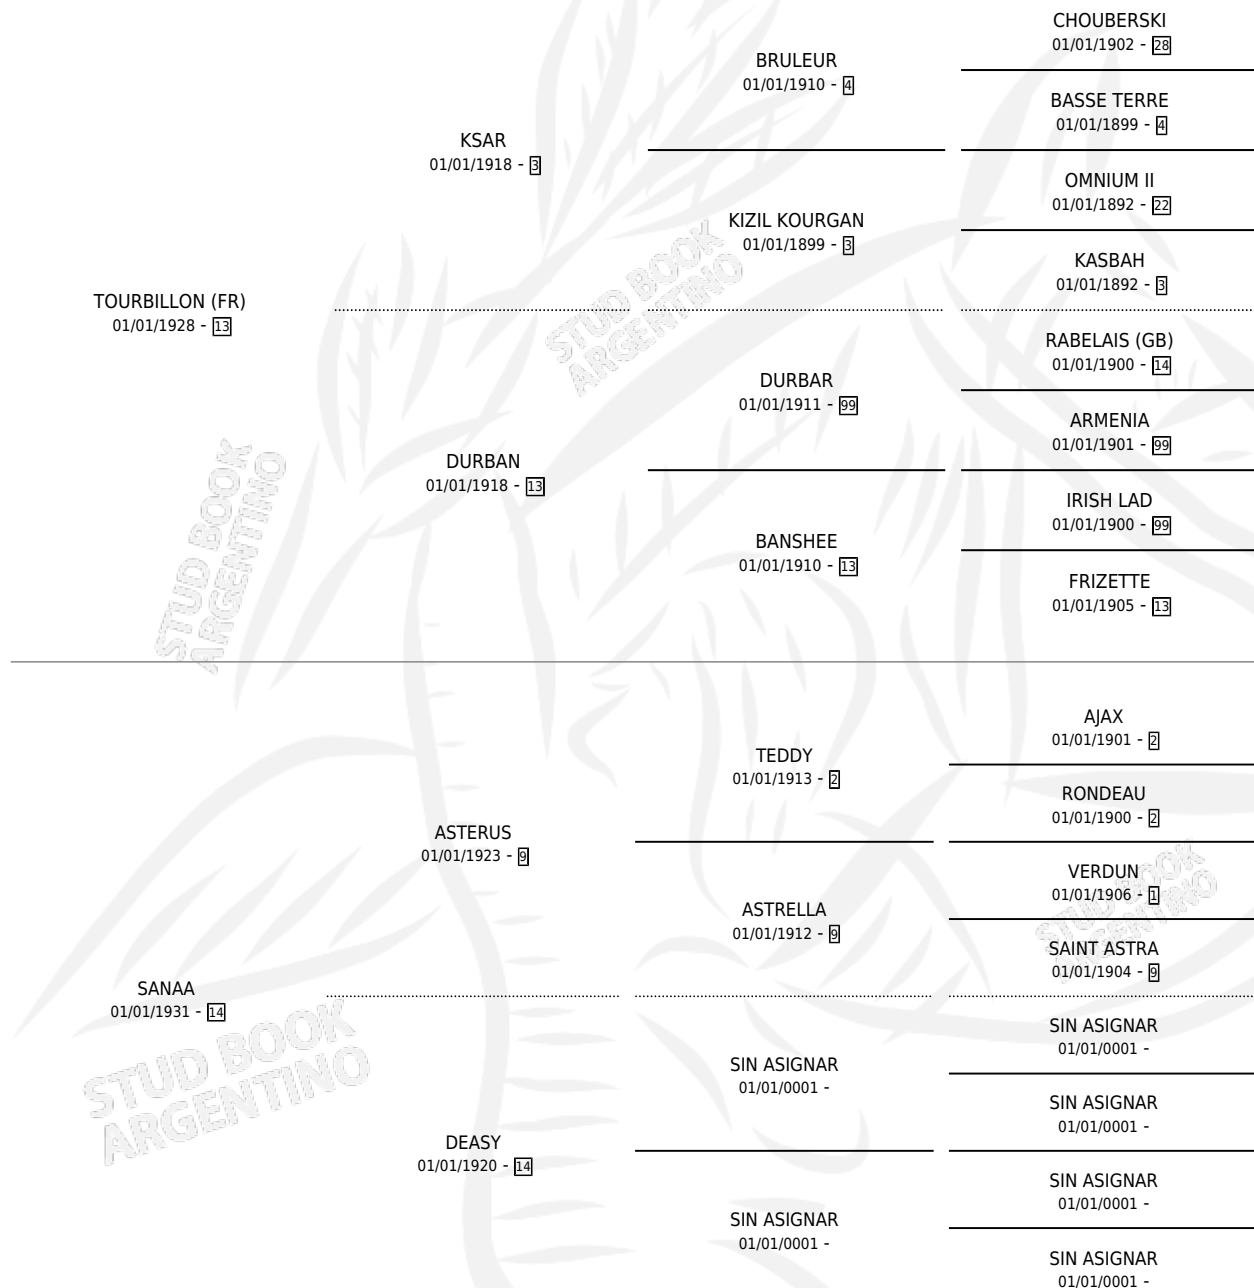 CHOUBERSKI
01/01/1902 - 28
BRULEUR
01/01/1910 - 4
BASSE TERRE
01/01/1899 - 4
KSAR
01/01/1918 - 3
OMNIUM II
01/01/1892 - 22
KIZIL KOURGAN
01/01/1899 - 3
KASBAH
01/01/1892 - 3
TOURBILLON (FR)
01/01/1928 - 13
RABELAIS (GB)
01/01/1900 - 14
DURBAR
01/01/1911 - 99
ARMENIA
01/01/1901 - 99
DURBAN
01/01/1918 - 13
IRISH LAD
01/01/1900 - 99
BANSHEE
01/01/1910 - 13
FRIZETTE
01/01/1905 - 13
STUD BOOK
ARGENTINO
STUD BOOK
ARGENTINO
AJAX
01/01/1901 - 2
TEDDY
01/01/1913 - 2
RONDEAU
01/01/1900 - 2
ASTERUS
01/01/1923 - 9
VERDUN
01/01/1906 - 1
ASTRELLA
01/01/1912 - 9
SAINT ASTRA
01/01/1904 - 9
STUD BOOK
ARGENTINO
SANAA
01/01/1931 - 14
SIN ASIGNAR
01/01/0001 -
SIN ASIGNAR
01/01/0001 -
SIN ASIGNAR
01/01/0001 -
DEASY
01/01/1920 - 14
SIN ASIGNAR
01/01/0001 -
SIN ASIGNAR
01/01/0001 -
SIN ASIGNAR
01/01/0001 -
STUD BOOK
ARGENTINO